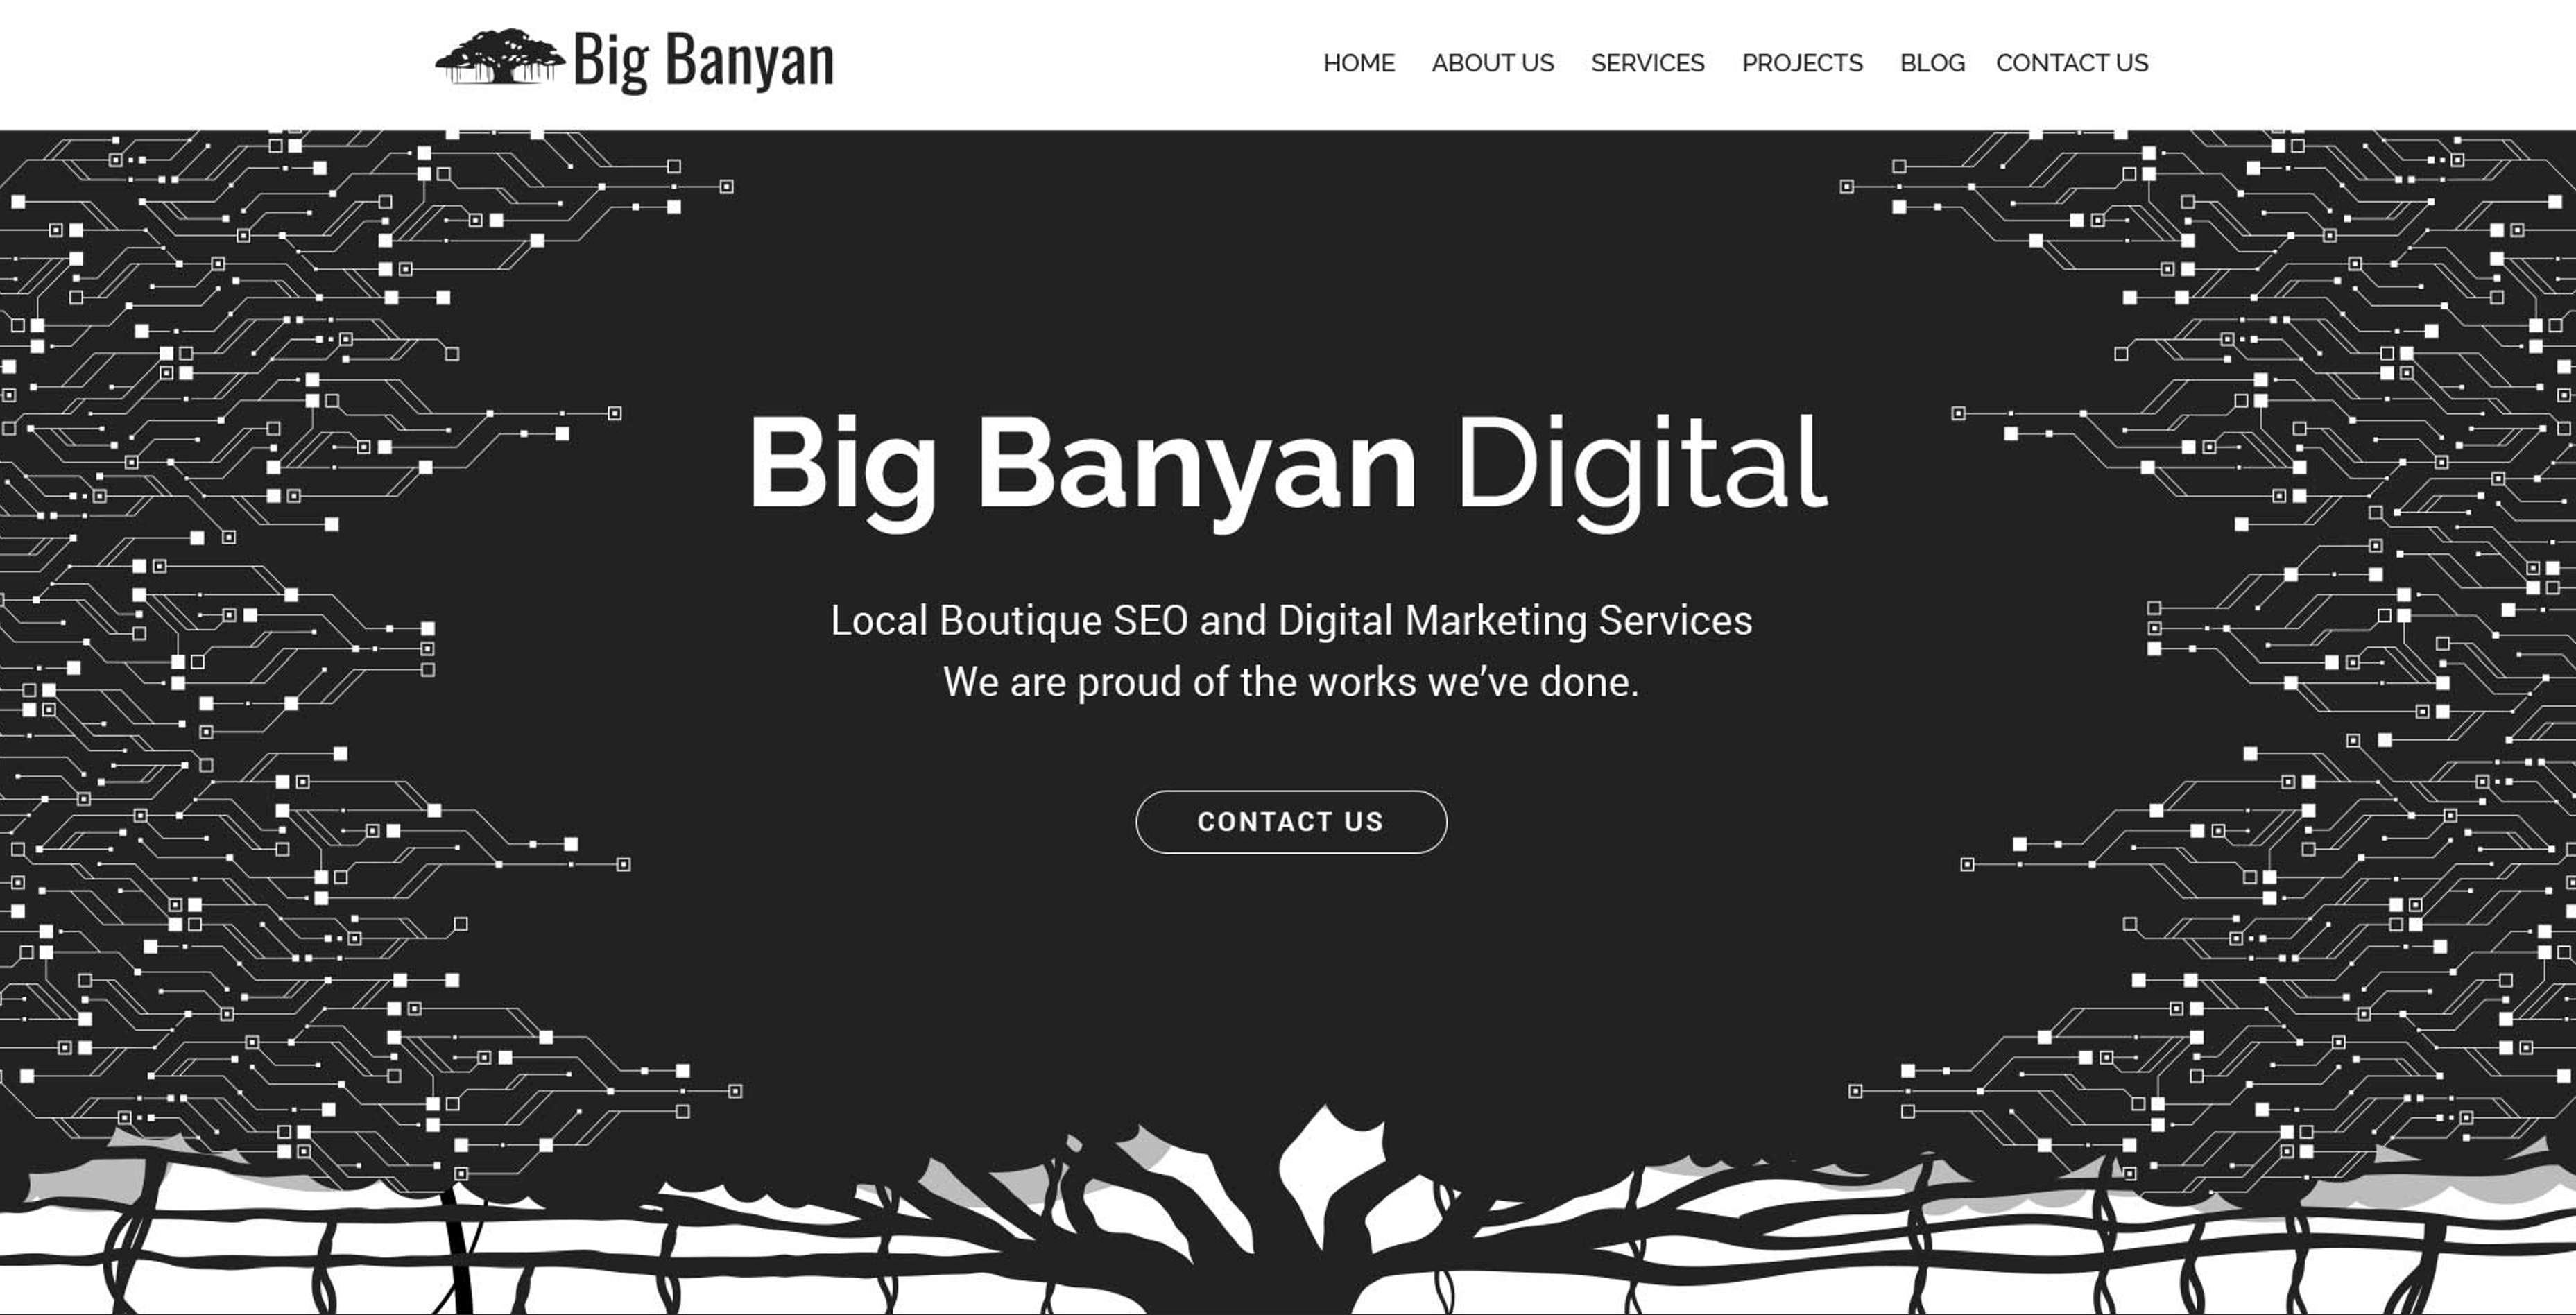 Big Banyan
HOME ABOUT US SERVICES PROJECTS BLOG CONTACT US
Big Banyan Digital
Local Boutique SEO and Digital Marketing Services
We are proud of the works we’ve done.
CONTACT US